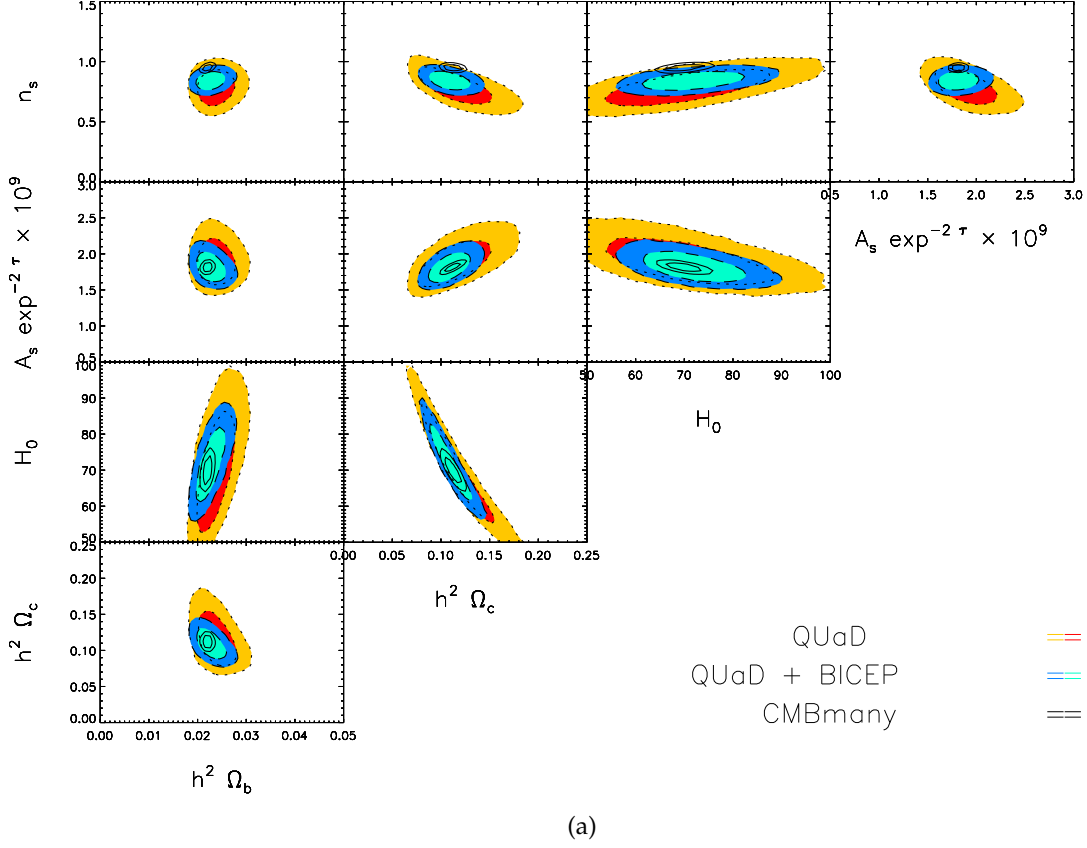 1.5
1.0
n_s
0.5
0.0
3.0
2.5
2.0
1.5
1.0
0.5
A_s exp^{-2 τ} × 10^9
0.5 1.0 1.5 2.0 2.5 3.0
A_s exp^{-2 τ} × 10^9
100
90
80
70
60
50
H_0
50 60 70 80 90 100
H_0
0.25
0.20
0.15
0.10
0.05
0.00
h^2 Ω_c
0.00 0.05 0.10 0.15 0.20 0.25
h^2 Ω_c
QUaD
QUaD + BICEP
CMBmany
0.00 0.01 0.02 0.03 0.04 0.05
h^2 Ω_b
(a)